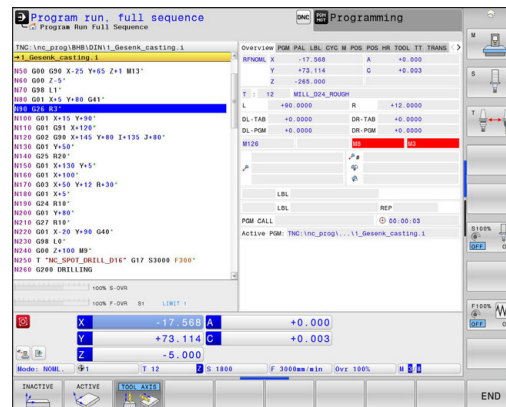 Program run, full sequence
Program Run Full Sequence
DNC
Programming
TNC:\nc_prog\BHB\DIN\1_Gesenk_casting.i
→1_Gesenk_casting.i
N50 G00 G90 X-25 Y+65 Z+1 M13*
N60 G00 Z-5*
N70 G98 L1*
N80 G01 X+5 Y+80 G41*
N90 G26 R3*
N100 G01 X+15 Y+90*
N110 G01 G91 X+120*
N120 G02 G90 X+145 Y+80 I+135 J+80*
N130 G01 Y+50*
N140 G25 R20*
N150 G01 X+130 Y+5*
N160 G01 X+100*
N170 G03 X+50 Y+12 R+30*
N180 G01 X+5*
N190 G24 R10*
N200 G01 Y+80*
N210 G27 R10*
N220 G01 X-20 Y+90 G40*
N230 G98 L0*
N240 G00 Z+100 M9*
N250 T "NC_SPOT_DRILL_D16" G17 S3000 F300*
N260 G200 DRILLING
100% S-OVR
100% F-OVR S1 LIMIT 1
Overview PGM PAL LBL CYC M POS POS HR TOOL TT TRANS
RFNOML X -17.568 A +0.000
Y +73.114 C +0.003
Z -265.000
T : 12 MILL_D24_ROUGH
L +90.0000 R +12.0000
DL-TAB +0.0000 DR-TAB +0.0000
DL-PGM +0.0000 DR-PGM +0.0000
M126 M8 M3
P#
LBL
LBL REP
PGM CALL 00:00:03
Active PGM: TNC:\nc_prog\...\1_Gesenk_casting.i
X -17.568 A +0.000
Y +73.114 C +0.003
Z -5.000
Mode: NOML. 1 T 12 Z S 1800 F 3000mm/min Ovr 100% M 3/8
INACTIVE
ACTIVE
TOOL AXIS
END
M
S
T
S100%
OFF ON
F100%
OFF ON